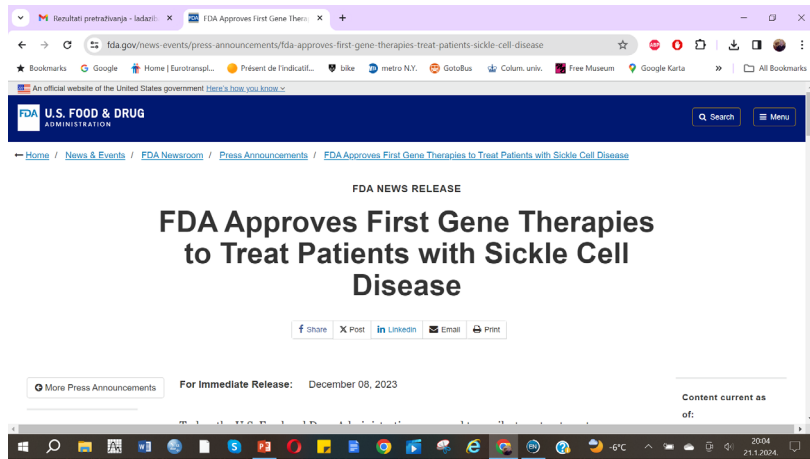 Rezultati pretraživanja - ladazib
FDA Approves First Gene Therap
fda.gov/news-events/press-announcements/fda-approves-first-gene-therapies-treat-patients-sickle-cell-disease
Bookmarks Google Home | Eurotranspl... Présent de l'indicatif... bike metro N.Y. GotoBus Colum. univ. Free Museum Google Karta » All Bookmarks
An official website of the United States government Here's how you know
FDA U.S. FOOD & DRUG
ADMINISTRATION
Search Menu
Home / News & Events / FDA Newsroom / Press Announcements / FDA Approves First Gene Therapies to Treat Patients with Sickle Cell Disease
FDA NEWS RELEASE
FDA Approves First Gene Therapies
to Treat Patients with Sickle Cell
Disease
Share Post Linkedin Email Print
More Press Announcements
For Immediate Release: December 08, 2023
Content current as
of:
-6°C
20:04
21.1.2024.